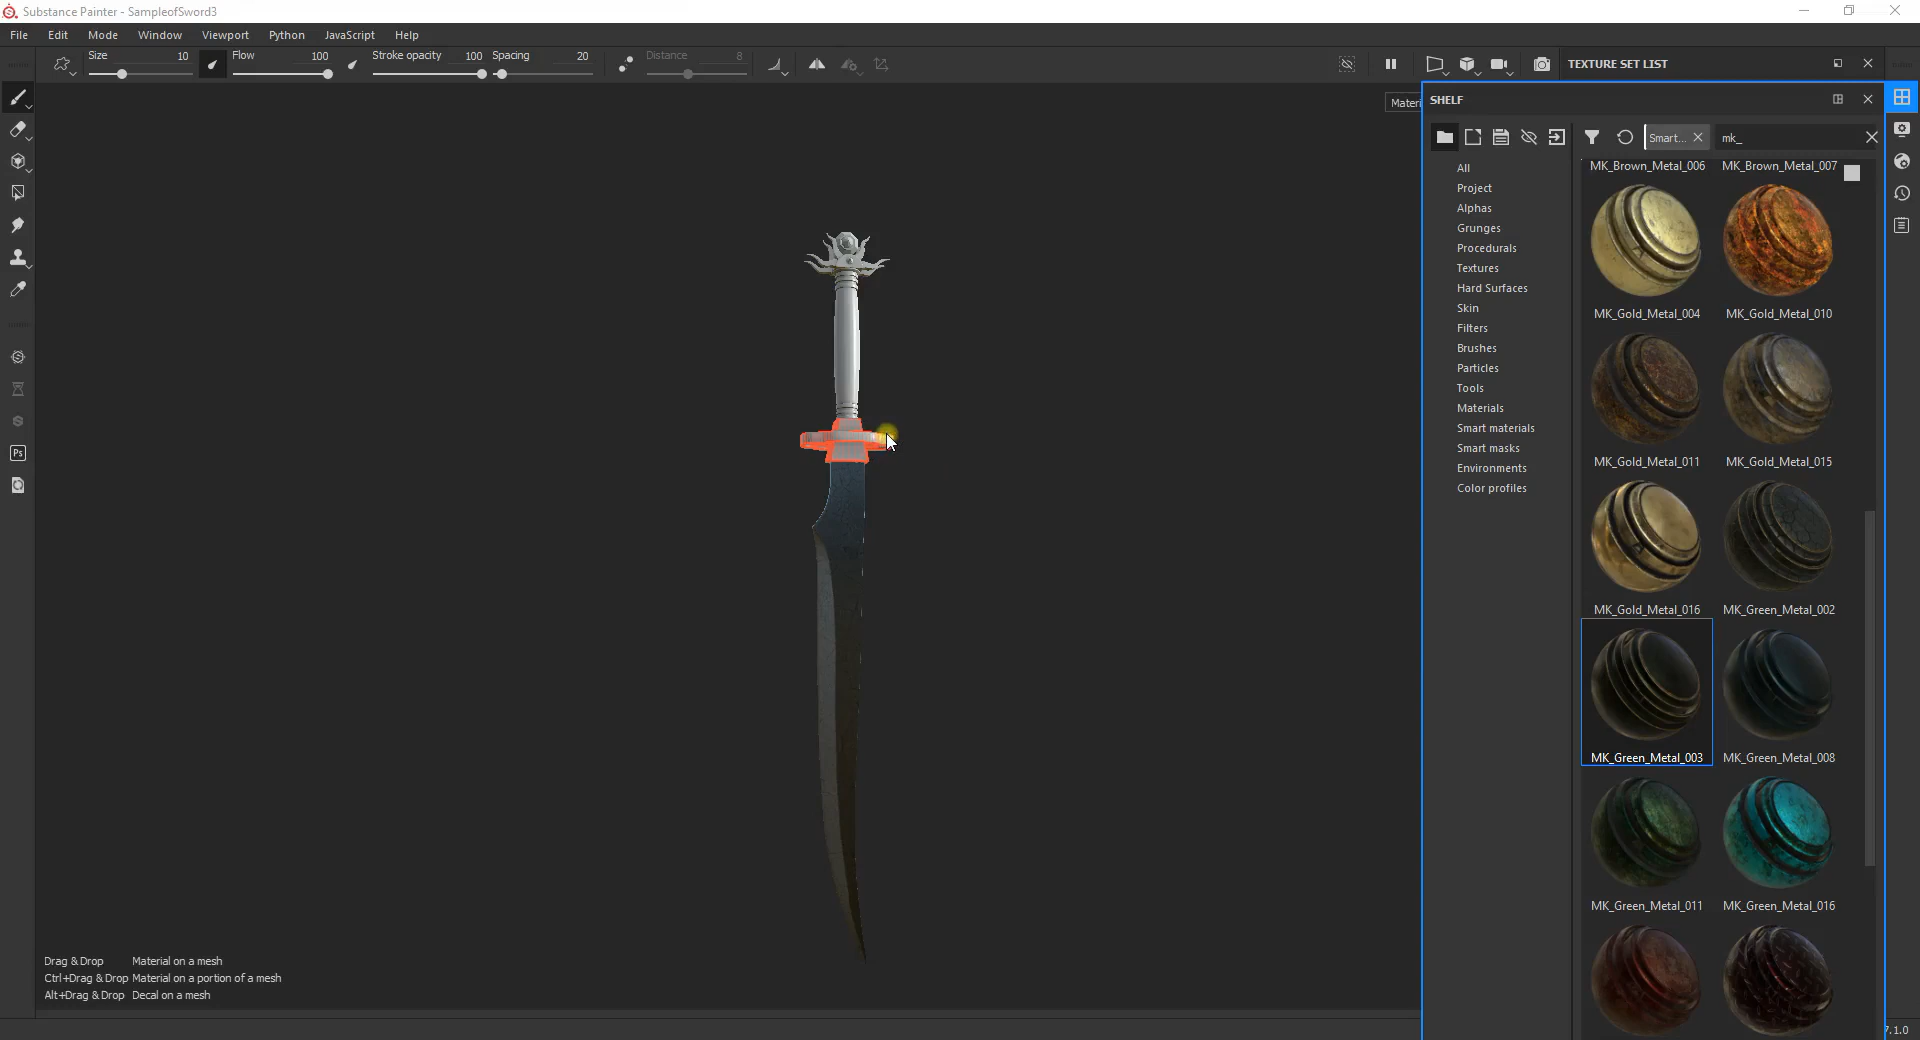 Substance Painter - SampleofSword3
File Edit Mode Window Viewport Python JavaScript Help
Size 10 Flow 100 Stroke opacity 100 Spacing 20 Distance 8
TEXTURE SET LIST
Materi
SHELF
Smart... mk_
All
Project
Alphas
Grunges
Procedurals
Textures
Hard Surfaces
Skin
Filters
Brushes
Particles
Tools
Materials
Smart materials
Smart masks
Environments
Color profiles
MK_Brown_Metal_006 MK_Brown_Metal_007
MK_Gold_Metal_004 MK_Gold_Metal_010
MK_Gold_Metal_011 MK_Gold_Metal_015
MK_Gold_Metal_016 MK_Green_Metal_002
MK_Green_Metal_003 MK_Green_Metal_008
MK_Green_Metal_011 MK_Green_Metal_016
Ps
Drag & Drop Material on a mesh
Ctrl+Drag & Drop Material on a portion of a mesh
Alt+Drag & Drop Decal on a mesh
7.1.0